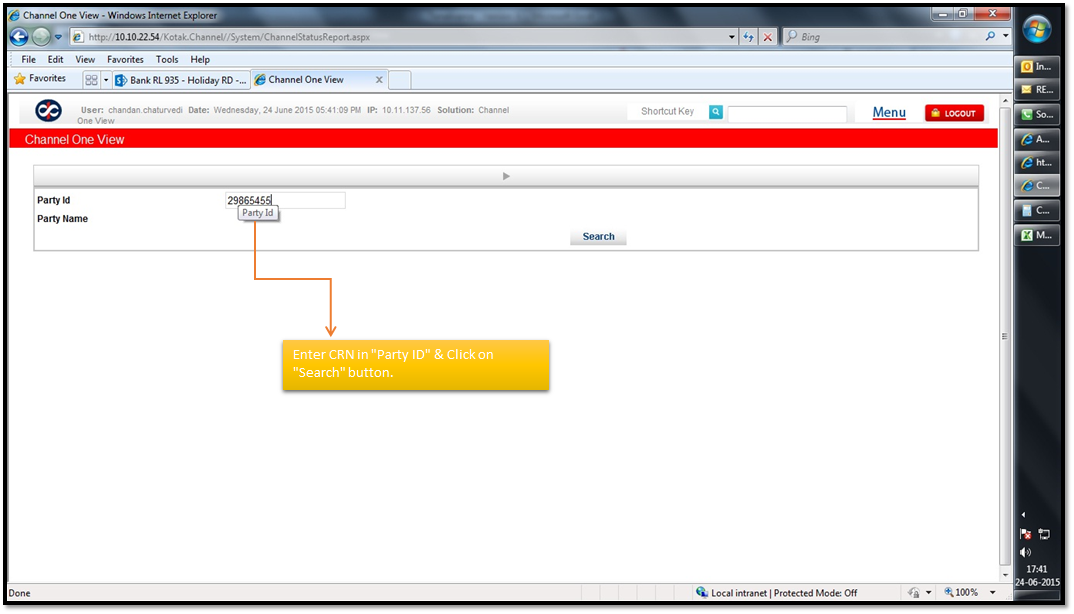 Channel One View - Windows Internet Explorer
http://10.10.22.54/Kotak.Channel//System/ChannelStatusReport.aspx
Bing
File Edit View Favorites Tools Help
Favorites
Bank RL 935 - Holiday RD -...
Channel One View
User: chandan.chaturvedi Date: Wednesday, 24 June 2015 05:41:09 PM IP: 10.11.137.56 Solution: Channel
One View
Shortcut Key
Menu
LOGOUT
Channel One View
Party Id 29865455
Party Id
Party Name
Search
Enter CRN in "Party ID" & Click on
"Search" button.
In...
RE...
So...
A...
ht...
C...
C...
M...
17:41
24-06-2015
Done
Local intranet | Protected Mode: Off
100%